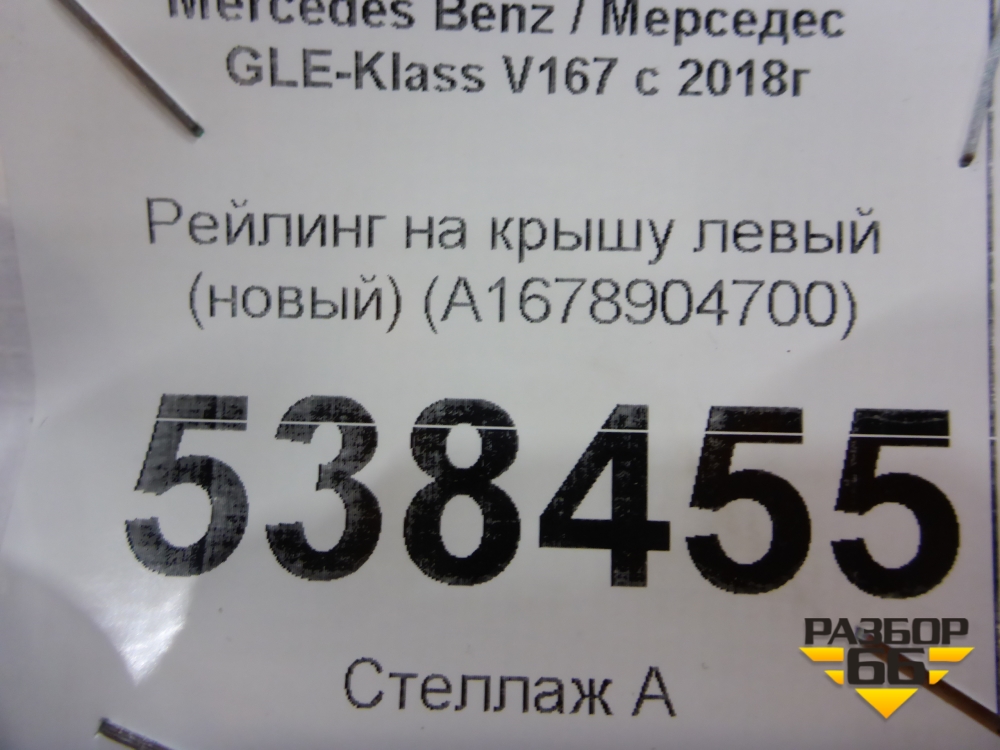 Mercedes Benz / Мерседес
GLE-Klass V167 с 2018г
Рейлинг на крышу левый
(новый) (A1678904700)
538455
Стеллаж А
РАЗБОР
66